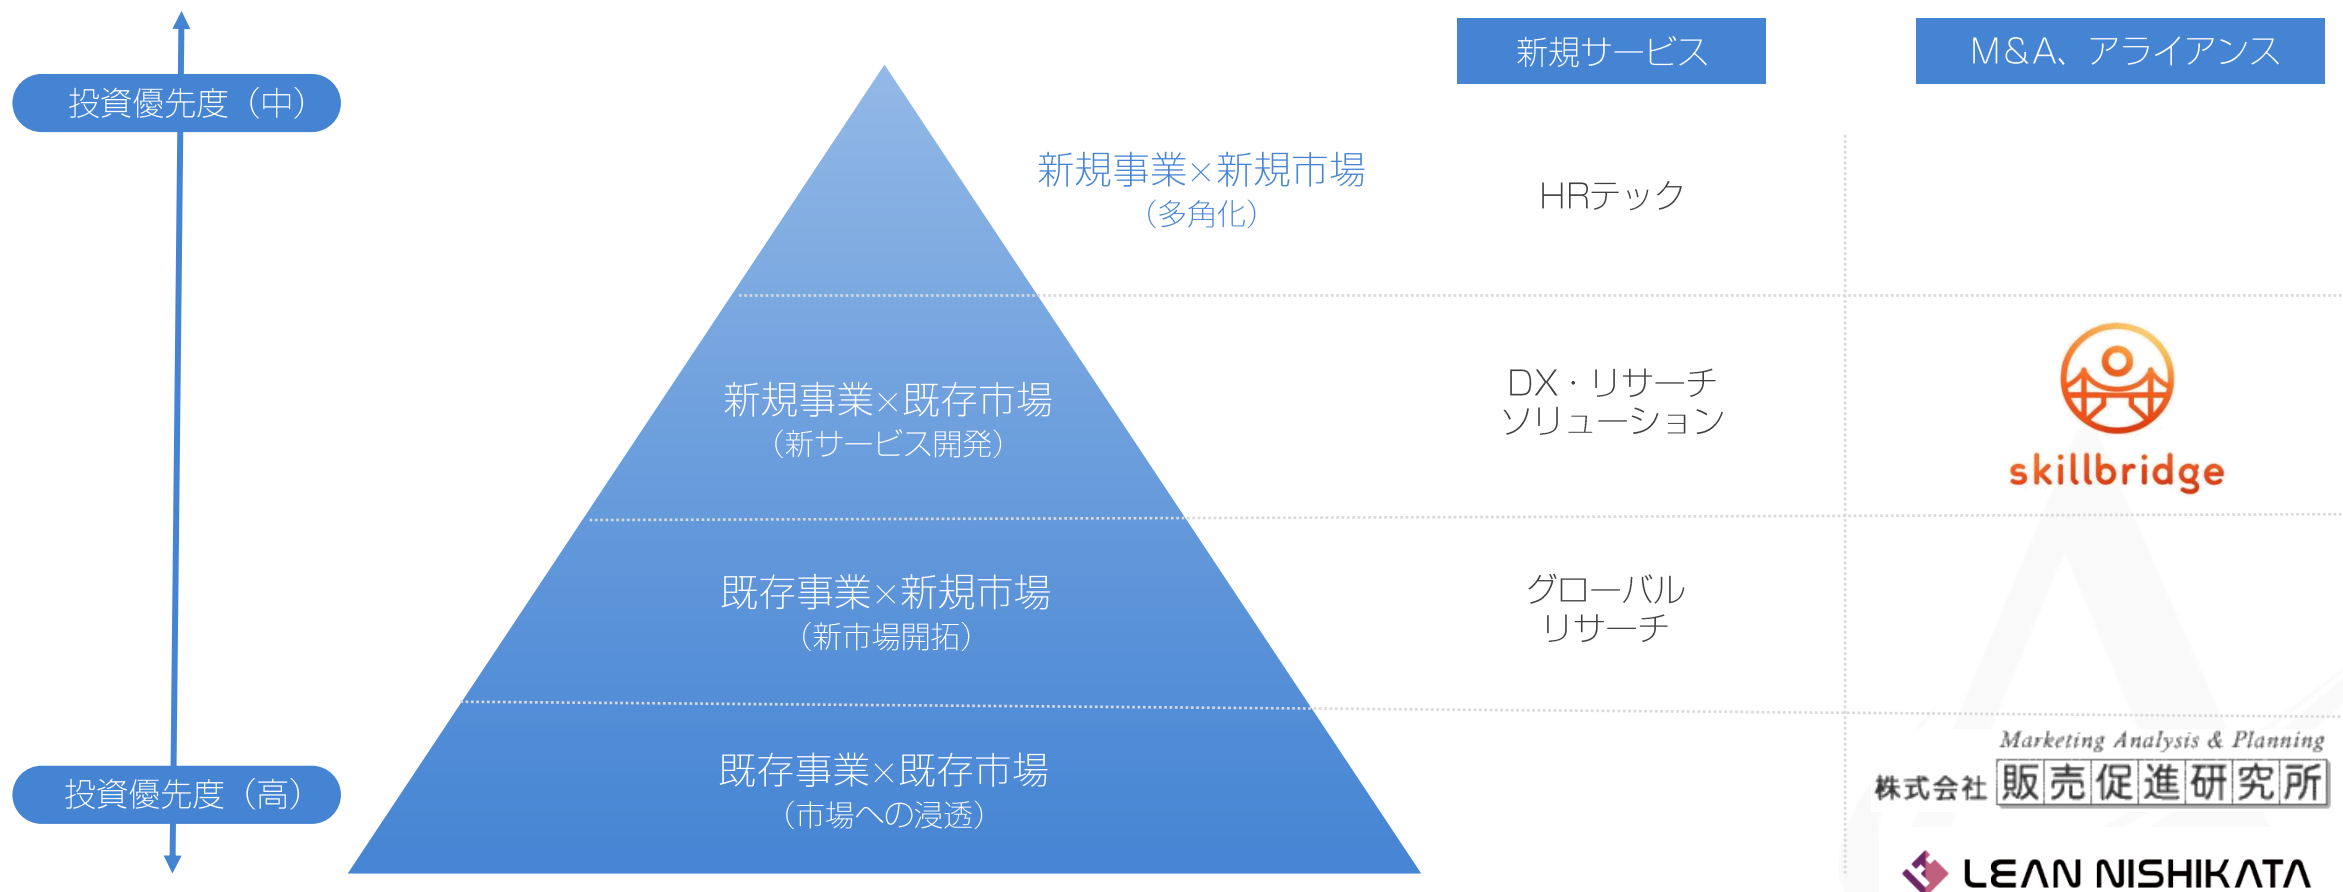 新規サービス
M&A、アライアンス
投資優先度（中）
新規事業×新規市場
（多角化）
HRテック
新規事業×既存市場
（新サービス開発）
DX・リサーチ
ソリューション
skillbridge
既存事業×新規市場
（新市場開拓）
グローバル
リサーチ
投資優先度（高）
既存事業×既存市場
（市場への浸透）
Marketing Analysis & Planning
株式会社 販売促進研究所
LEAN NISHIKATA